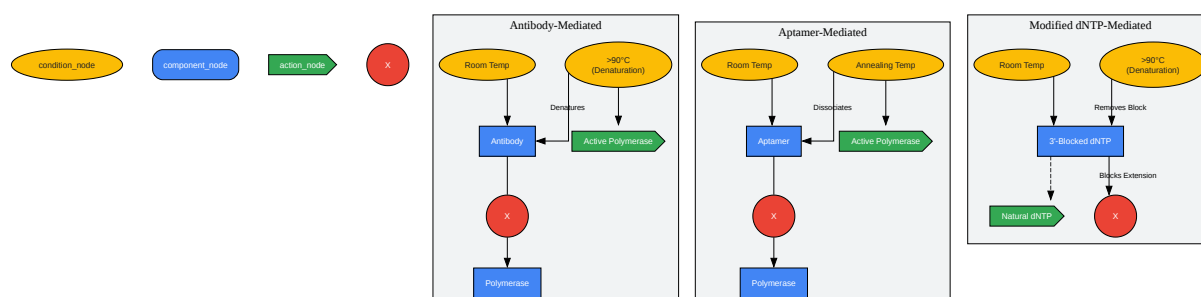 condition_node
component_node
action_node
X
Antibody-Mediated
Room Temp
>90°C
(Denaturation)
Denatures
Antibody
Active Polymerase
X
Polymerase
Aptamer-Mediated
Room Temp
Annealing Temp
Dissociates
Aptamer
Active Polymerase
X
Polymerase
Modified dNTP-Mediated
Room Temp
>90°C
(Denaturation)
Removes Block
3'-Blocked dNTP
Blocks Extension
Natural dNTP
X